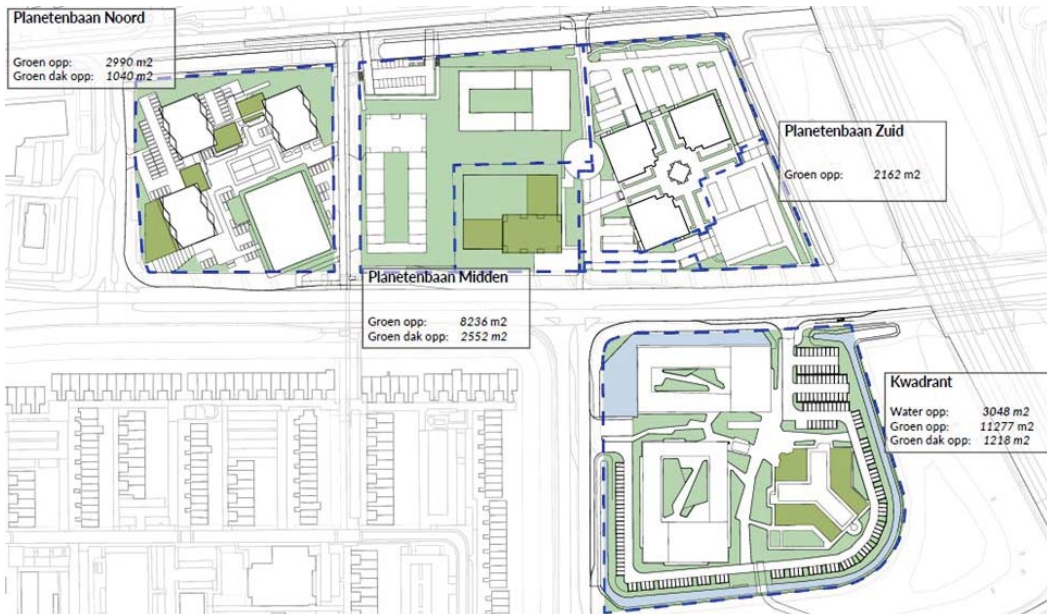 Planetenbaan Noord
Groen opp: 2990 m2
Groen dak opp: 1040 m2
Planetenbaan Zuid
Groen opp: 2162 m2
Planetenbaan Midden
Groen opp: 8236 m2
Groen dak opp: 2552 m2
Kwadrant
Water opp: 3048 m2
Groen opp: 11277 m2
Groen dak opp: 1218 m2